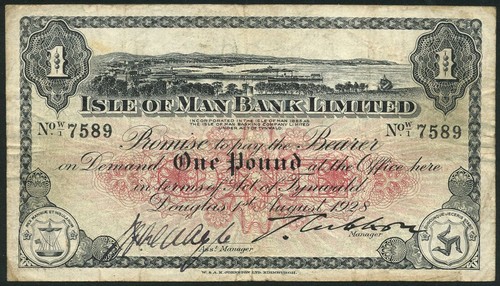 1 1
ISLE OF MAN BANK LIMITED
INCORPORATED IN THE ISLE OF MAN 1865 AS
THE ISLE OF MAN BANKING COMPANY LIMITED
UNDER ACT OF TYNWALD
No. W/1 7589 No. W/1 7589
Promise to pay the Bearer
on Demand One Pound at the Office here
in terms of Act of Tynwald
Douglas 1st August 1928
Asst. Manager
Manager
W. & A. K. JOHNSTON LTD. EDINBURGH.